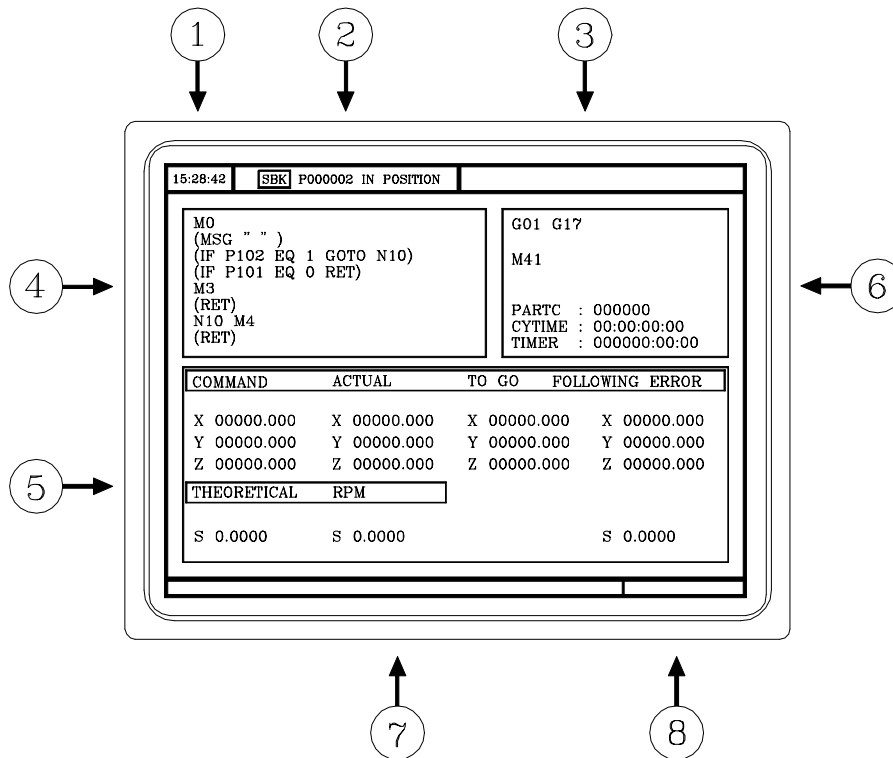 1 2 3
15:28:42 SBK P000002 IN POSITION
M0
(MSG " " )
(IF P102 EQ 1 GOTO N10)
(IF P101 EQ 0 RET)
M3
(RET)
N10 M4
(RET)
G01 G17
M41
PARTC : 000000
CYTIME : 00:00:00:00
TIMER : 000000:00:00
4
6
COMMAND ACTUAL TO GO FOLLOWING ERROR
X 00000.000 X 00000.000 X 00000.000 X 00000.000
Y 00000.000 Y 00000.000 Y 00000.000 Y 00000.000
Z 00000.000 Z 00000.000 Z 00000.000 Z 00000.000
5
THEORETICAL RPM
S 0.0000 S 0.0000 S 0.0000
7 8